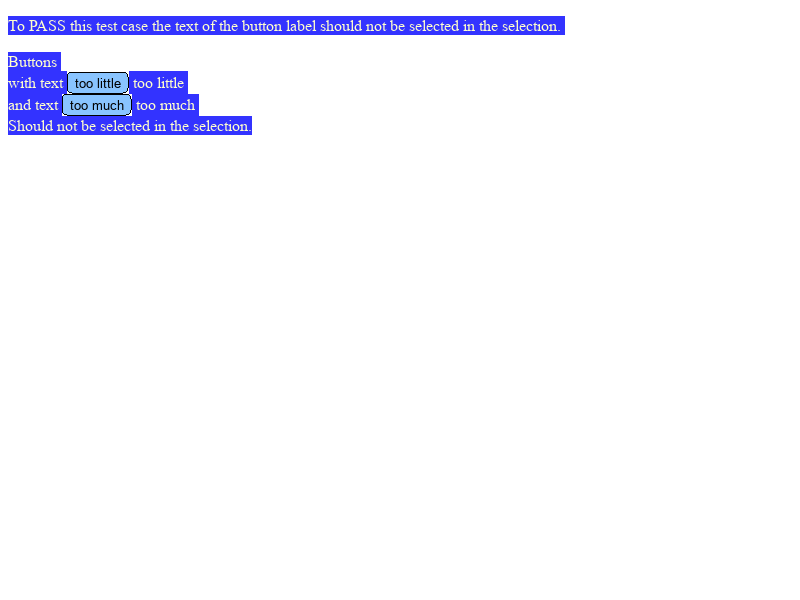 To PASS this test case the text of the button label should not be selected in the selection.
Buttons
with text too little too little
and text too much too much
Should not be selected in the selection.